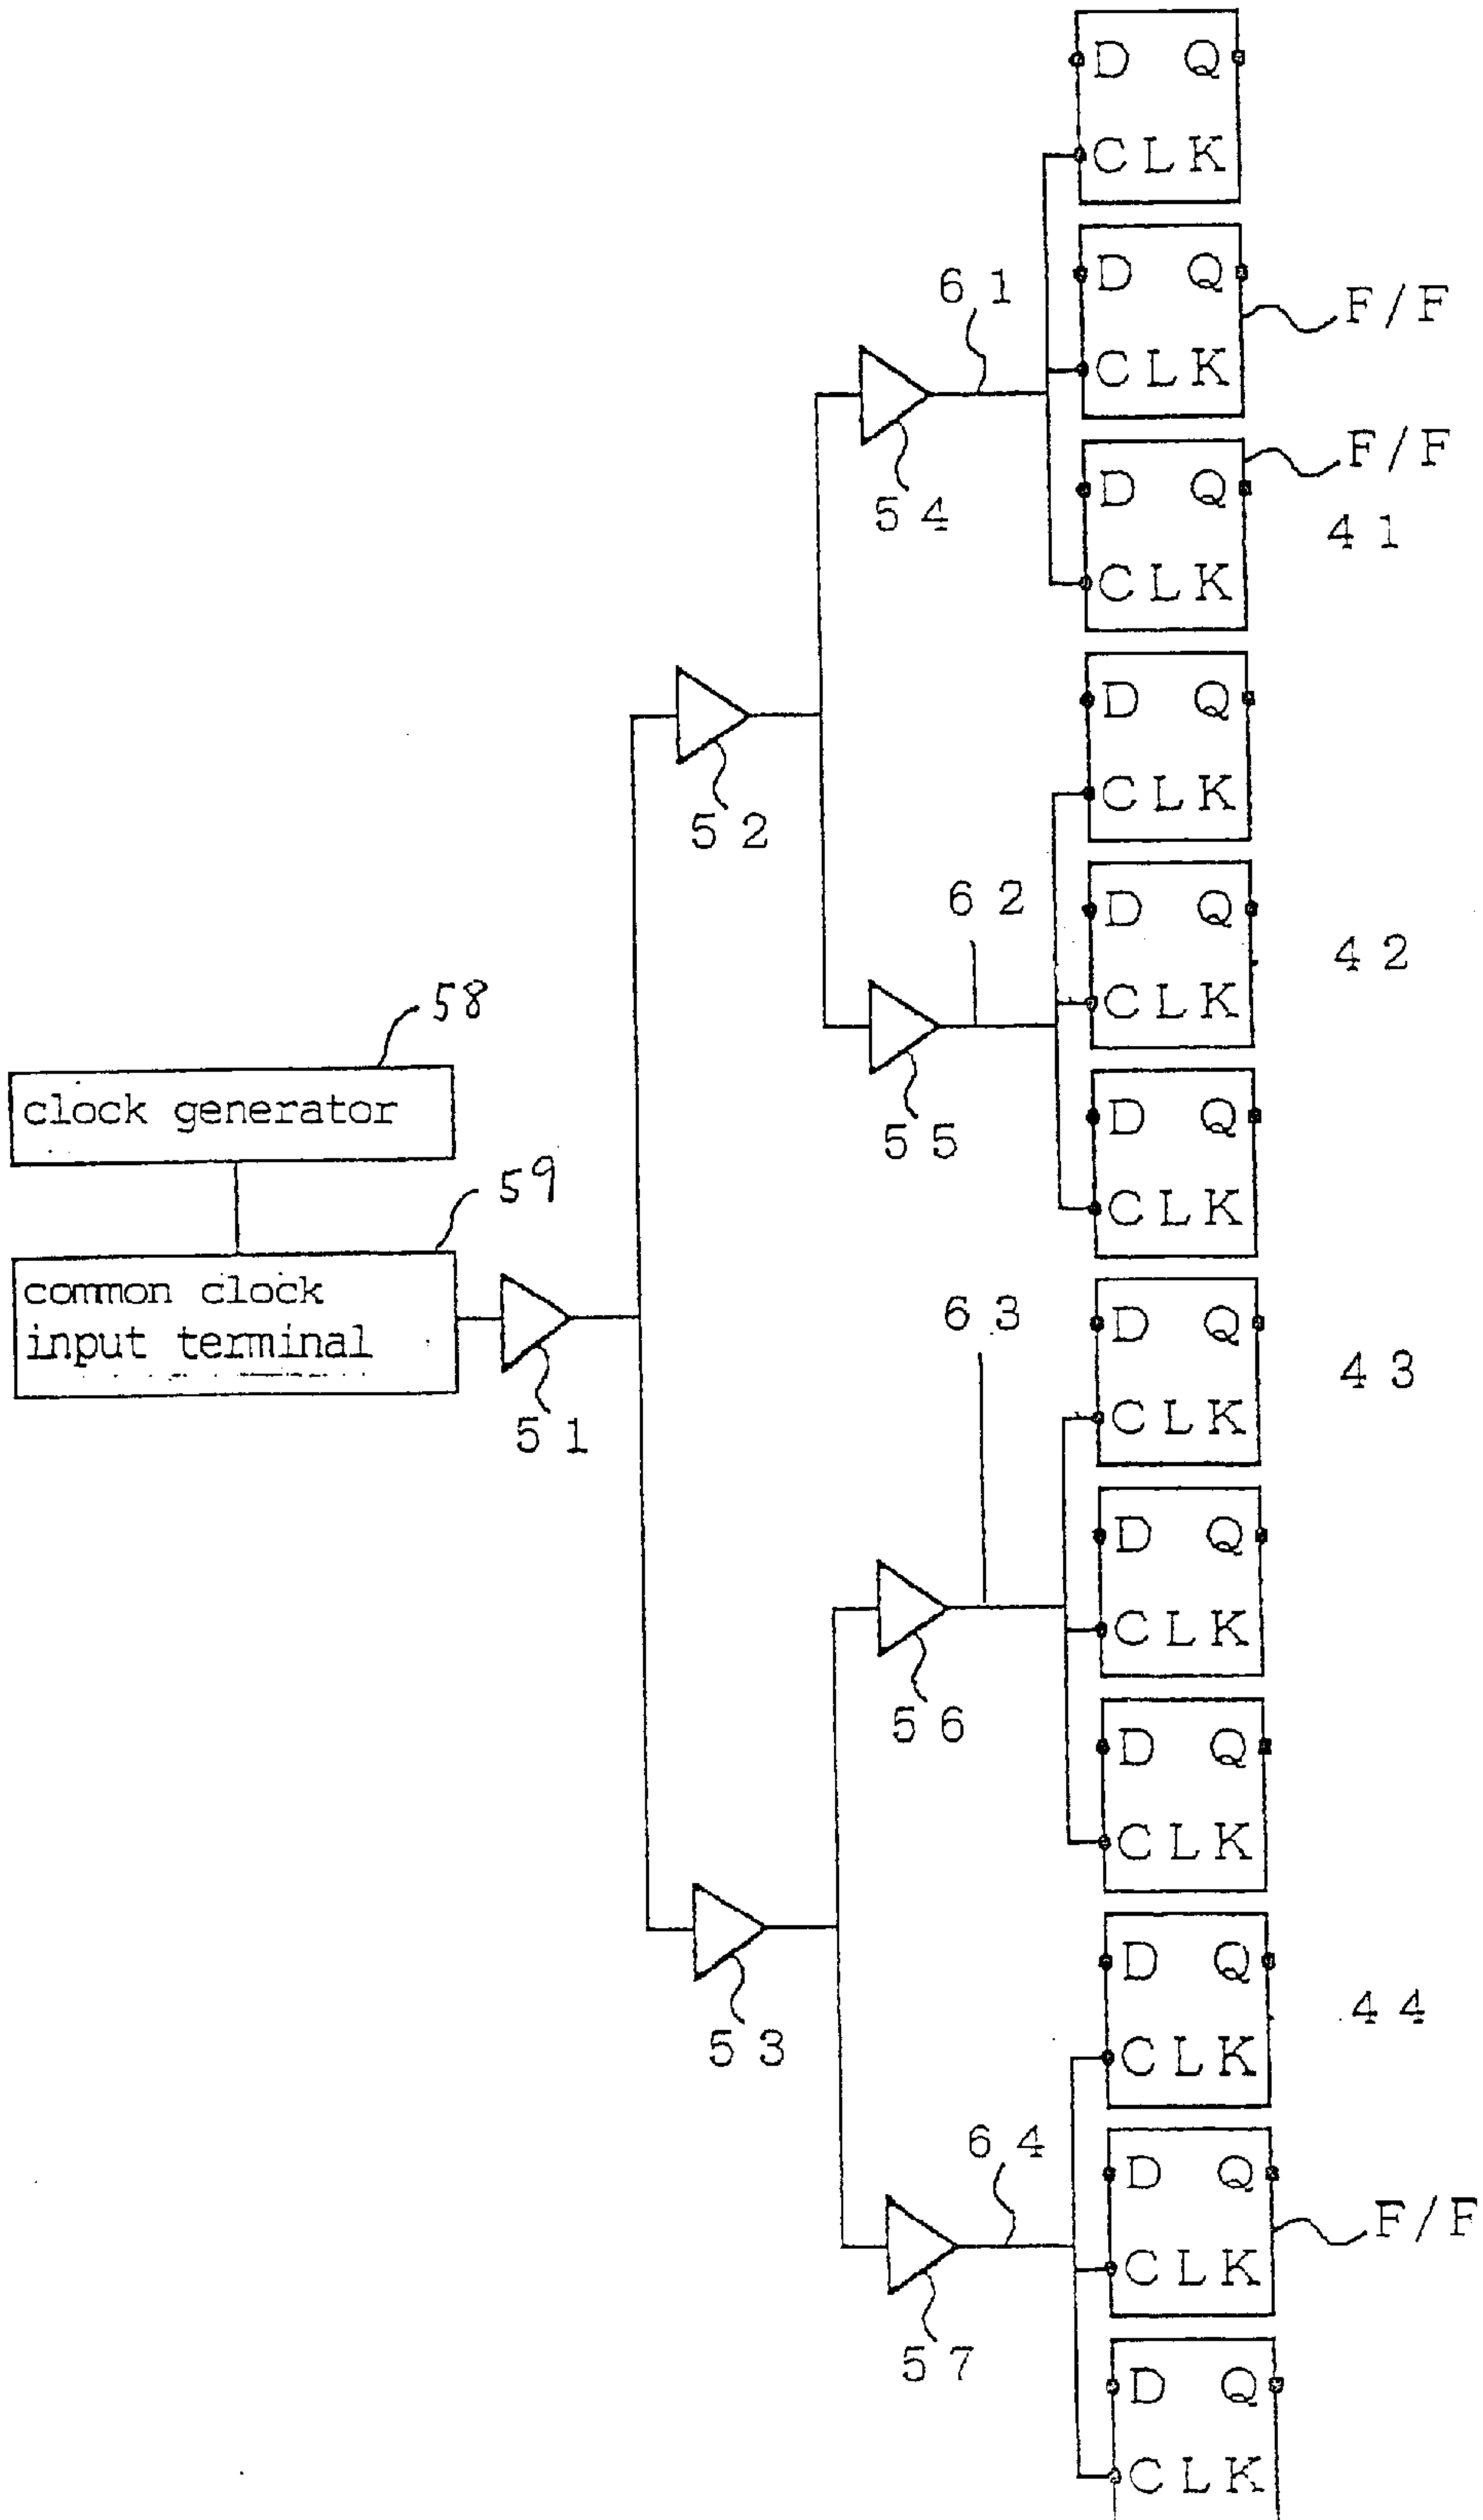 D Q
CLK
6 1
D Q
CLK
F/F
5 4
D Q
CLK
F/F
4 1
5 2
D Q
CLK
6 2
D Q
CLK
4 2
5 5
D Q
CLK
58
clock generator
59
common clock
input terminal
5 1
6 3
D Q
CLK
4 3
D Q
CLK
5 6
D Q
CLK
5 3
D Q
CLK
4 4
6 4
D Q
CLK
F/F
5 7
D Q
CLK